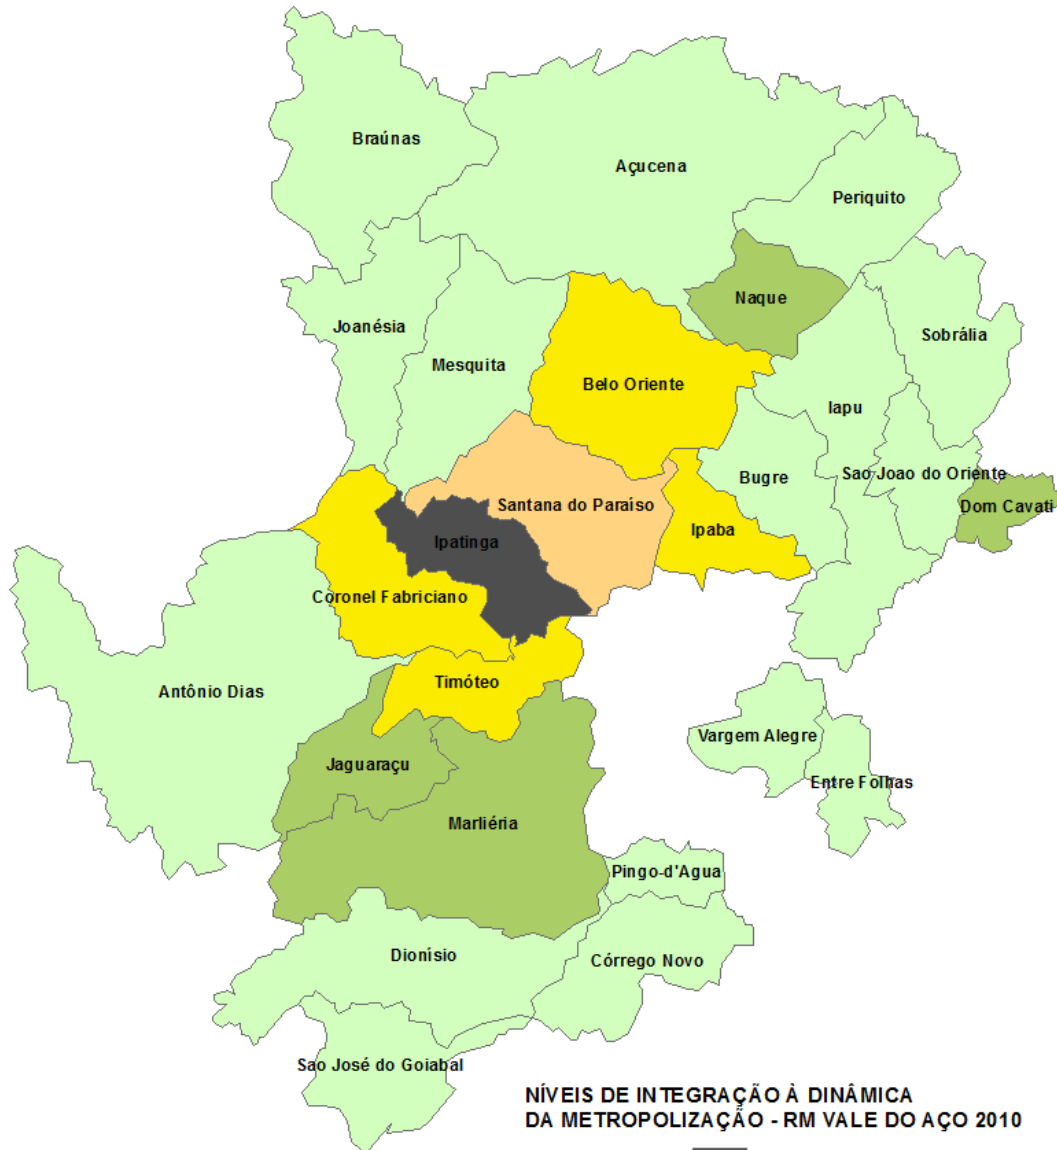 Braúnas
Açucena
Periquito
Naque
Joanésia
Sobrália
Mesquita
Belo Oriente
Iapu
Sao Joao do Oriente
Bugre
Santana do Paraíso
Dom Cavati
Ipaba
Ipatinga
Coronel Fabriciano
Timóteo
Antônio Dias
Vargem Alegre
Jaguaraçu
Entre Folhas
Marliéria
Pingo-d'Agua
Dionísio
Córrego Novo
Sao José do Goiabal
NÍVEIS DE INTEGRAÇÃO À DINÂMICA
DA METROPOLIZAÇÃO - RM VALE DO AÇO 2010